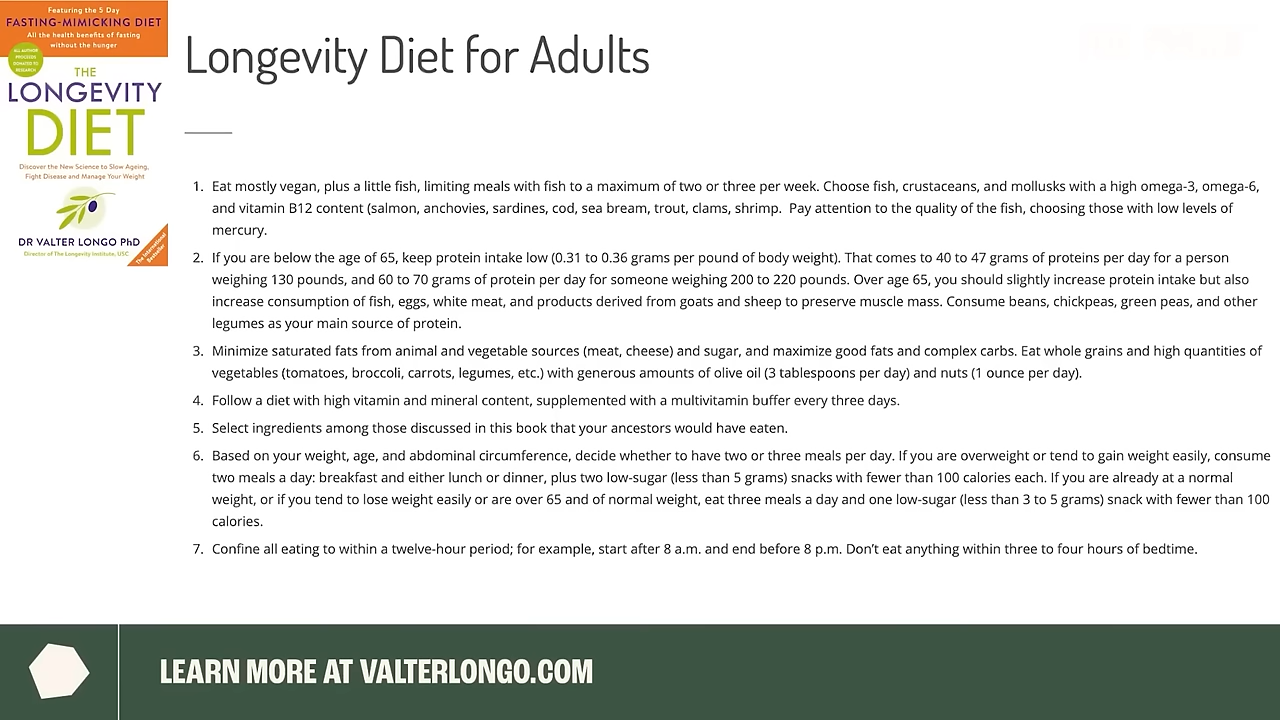 Featuring the 5 Day
FASTING-MIMICKING DIET
All the health benefits of fasting
without the hunger
ALL AUTHOR
PROCEEDS
DONATED TO
RESEARCH
THE
LONGEVITY
DIET
Discover the New Science to Slow Ageing,
Fight Disease and Manage Your Weight
DR VALTER LONGO PhD
Director of The Longevity Institute, USC
The International
Bestseller
Longevity Diet for Adults
1. Eat mostly vegan, plus a little fish, limiting meals with fish to a maximum of two or three per week. Choose fish, crustaceans, and mollusks with a high omega-3, omega-6,
and vitamin B12 content (salmon, anchovies, sardines, cod, sea bream, trout, clams, shrimp.  Pay attention to the quality of the fish, choosing those with low levels of
mercury.
2. If you are below the age of 65, keep protein intake low (0.31 to 0.36 grams per pound of body weight). That comes to 40 to 47 grams of proteins per day for a person
weighing 130 pounds, and 60 to 70 grams of protein per day for someone weighing 200 to 220 pounds. Over age 65, you should slightly increase protein intake but also
increase consumption of fish, eggs, white meat, and products derived from goats and sheep to preserve muscle mass. Consume beans, chickpeas, green peas, and other
legumes as your main source of protein.
3. Minimize saturated fats from animal and vegetable sources (meat, cheese) and sugar, and maximize good fats and complex carbs. Eat whole grains and high quantities of
vegetables (tomatoes, broccoli, carrots, legumes, etc.) with generous amounts of olive oil (3 tablespoons per day) and nuts (1 ounce per day).
4. Follow a diet with high vitamin and mineral content, supplemented with a multivitamin buffer every three days.
5. Select ingredients among those discussed in this book that your ancestors would have eaten.
6. Based on your weight, age, and abdominal circumference, decide whether to have two or three meals per day. If you are overweight or tend to gain weight easily, consume
two meals a day: breakfast and either lunch or dinner, plus two low-sugar (less than 5 grams) snacks with fewer than 100 calories each. If you are already at a normal
weight, or if you tend to lose weight easily or are over 65 and of normal weight, eat three meals a day and one low-sugar (less than 3 to 5 grams) snack with fewer than 100
calories.
7. Confine all eating to within a twelve-hour period; for example, start after 8 a.m. and end before 8 p.m. Don’t eat anything within three to four hours of bedtime.
LEARN MORE AT VALTERLONGO.COM